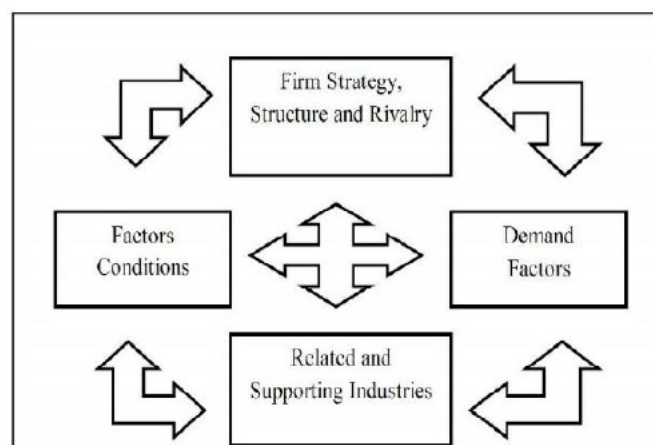 Firm Strategy,
Structure and Rivalry
Factors
Conditions
Demand
Factors
Related and
Supporting Industries